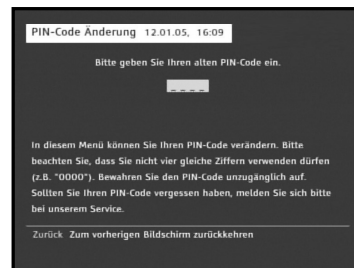 PIN-Code Änderung 12.01.05, 16:09
Bitte geben Sie Ihren alten PIN-Code ein.
_ _ _ _
In diesem Menü können Sie Ihren PIN-Code verändern. Bitte
beachten Sie, dass Sie nicht vier gleiche Ziffern verwenden dürfen
(z.B. "0000"). Bewahren Sie den PIN-Code unzugänglich auf.
Sollten Sie Ihren PIN-Code vergessen haben, melden Sie sich bitte
bei unserem Service.
Zurück Zum vorherigen Bildschirm zurückkehren